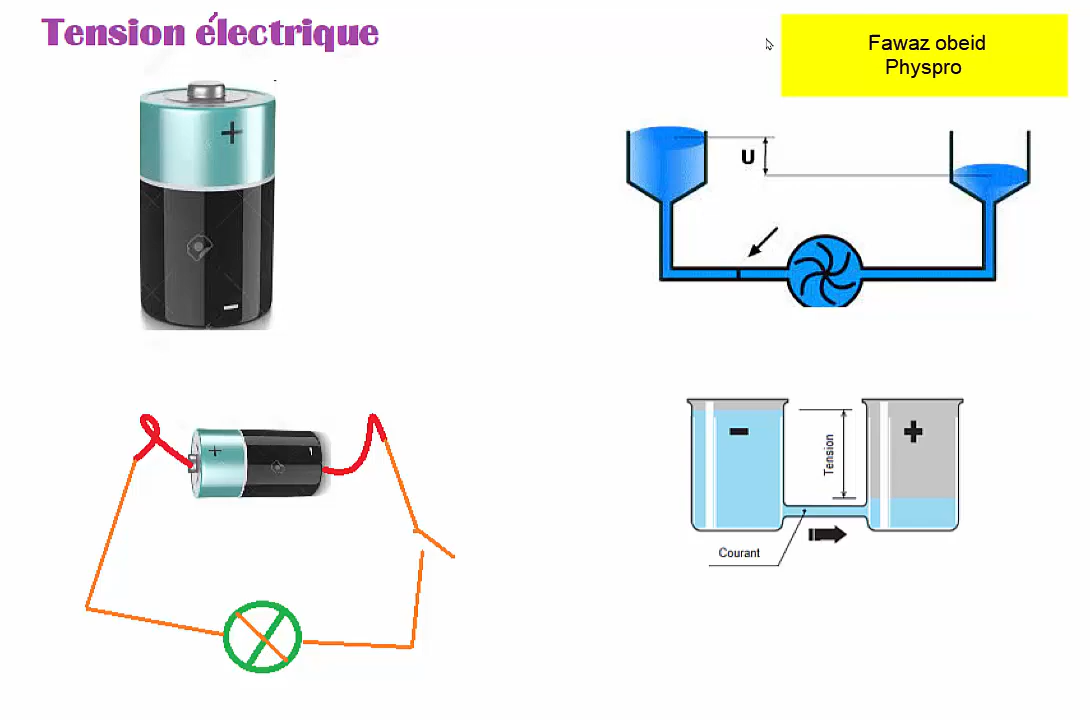 Tension électrique
Fawaz obeid
Physpro
+
−
U
+
−
+
Tension
Courant